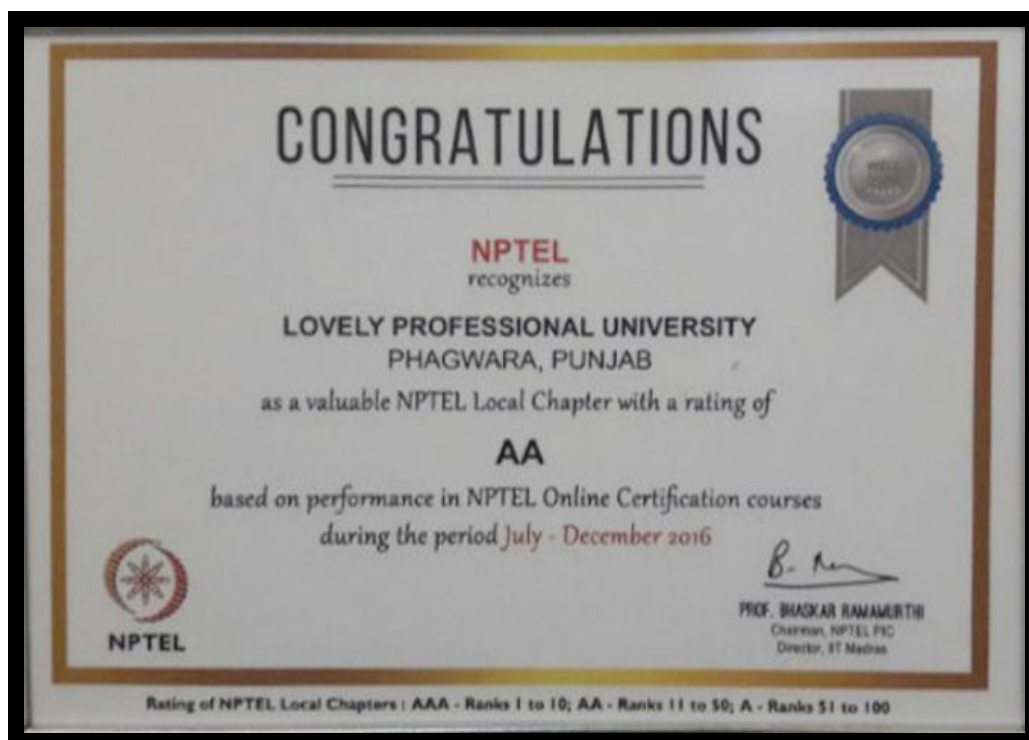 CONGRATULATIONS
NPTEL
recognizes
LOVELY PROFESSIONAL UNIVERSITY
PHAGWARA, PUNJAB
as a valuable NPTEL Local Chapter with a rating of
AA
based on performance in NPTEL Online Certification courses
during the period July - December 2016
PROF. BHASKAR RAMAMURTHI
Chairman, NPTEL PIC
Director, IIT Madras
NPTEL
Rating of NPTEL Local Chapters : AAA - Ranks 1 to 10; AA - Ranks 11 to 50; A - Ranks 51 to 100